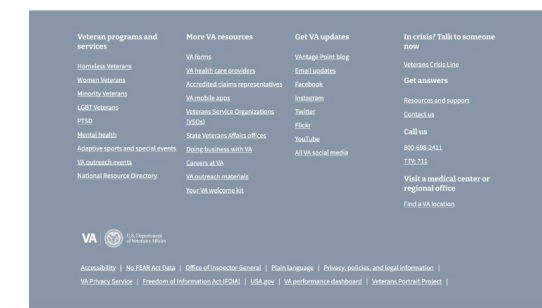 Veteran programs and
services
Homeless Veterans
Women Veterans
Minority Veterans
LGBT Veterans
PTSD
Mental health
Adaptive sports and special events
VA outreach events
National Resource Directory
More VA resources
VA forms
VA health care providers
Accredited claims representatives
VA mobile apps
Veterans Service Organizations
(VSOs)
State Veterans Affairs offices
Doing business with VA
Careers at VA
VA outreach materials
Your VA welcome kit
Get VA updates
VAntage Point blog
Email updates
Facebook
Instagram
Twitter
Flickr
YouTube
All VA social media
In crisis? Talk to someone
now
Veterans Crisis Line
Get answers
Resources and support
Contact us
Call us
800-698-2411
TTY: 711
Visit a medical center or
regional office
Find a VA location
VA | U.S. Department
of Veterans Affairs
Accessibility | No FEAR Act Data | Office of Inspector General | Plain language | Privacy, policies, and legal information |
VA Privacy Service | Freedom of Information Act (FOIA) | USA.gov | VA performance dashboard | Veterans Portrait Project |